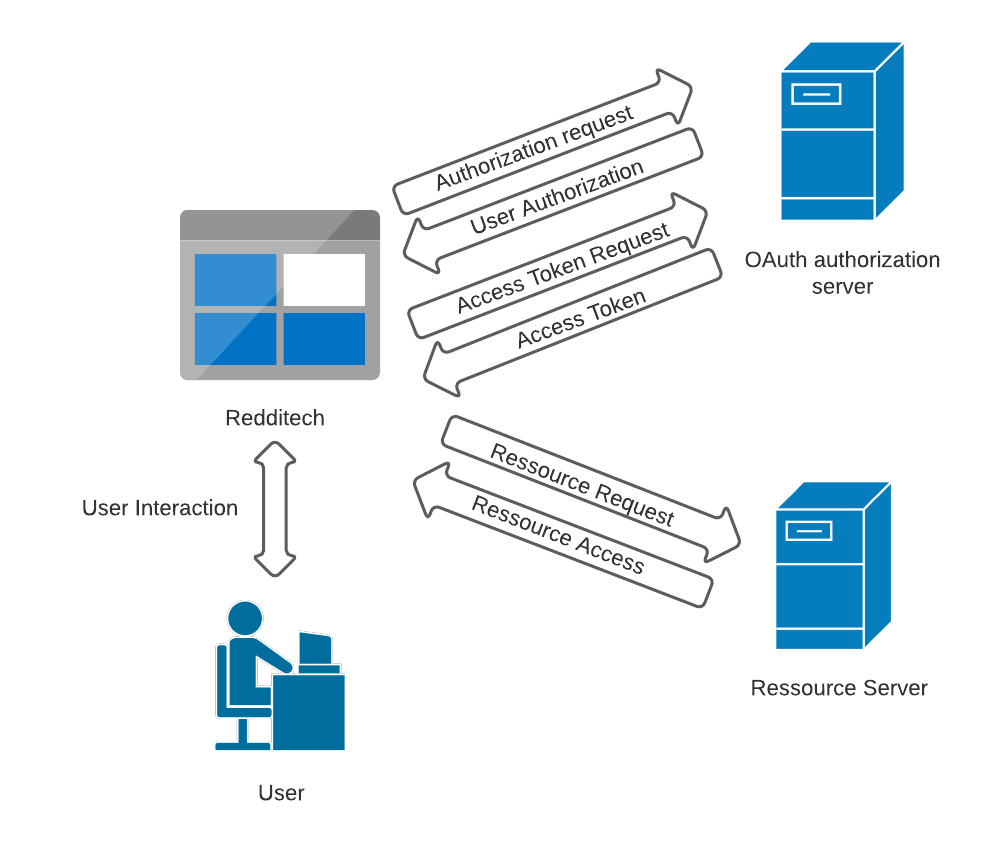 Authorization request
User Authorization
Access Token Request
Access Token
OAuth authorization
server
Redditech
Ressource Request
Ressource Access
User Interaction
Ressource Server
User